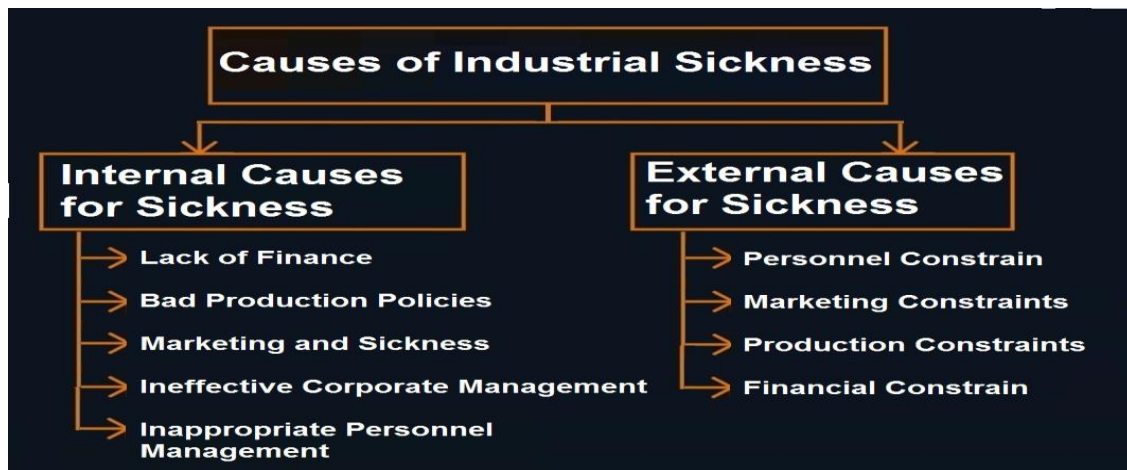 Causes of Industrial Sickness
Internal Causes
for Sickness
Lack of Finance
Bad Production Policies
Marketing and Sickness
Ineffective Corporate Management
Inappropriate Personnel
Management
External Causes
for Sickness
Personnel Constrain
Marketing Constraints
Production Constraints
Financial Constrain